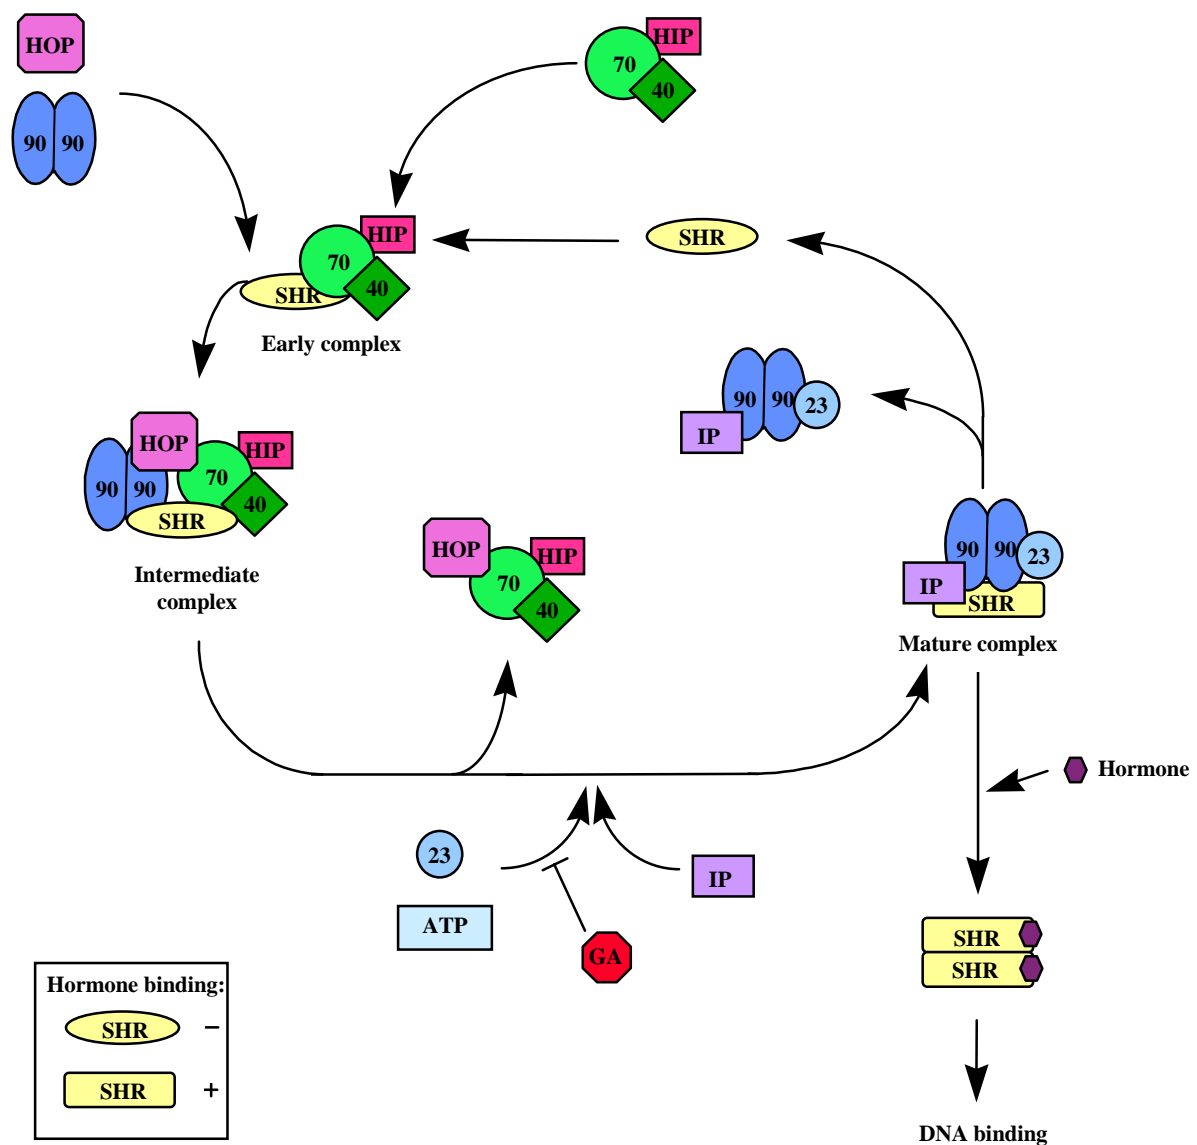 HOP
HIP
70
40
90 90
SHR
HIP
70
40
SHR
Early complex
90 90 23
IP
HOP
HIP
70
90 90
40
SHR
Intermediate
complex
HOP
HIP
70
40
90 90 23
IP
SHR
Mature complex
Hormone
23
IP
ATP
GA
SHR
SHR
Hormone binding:
SHR −
SHR +
DNA binding